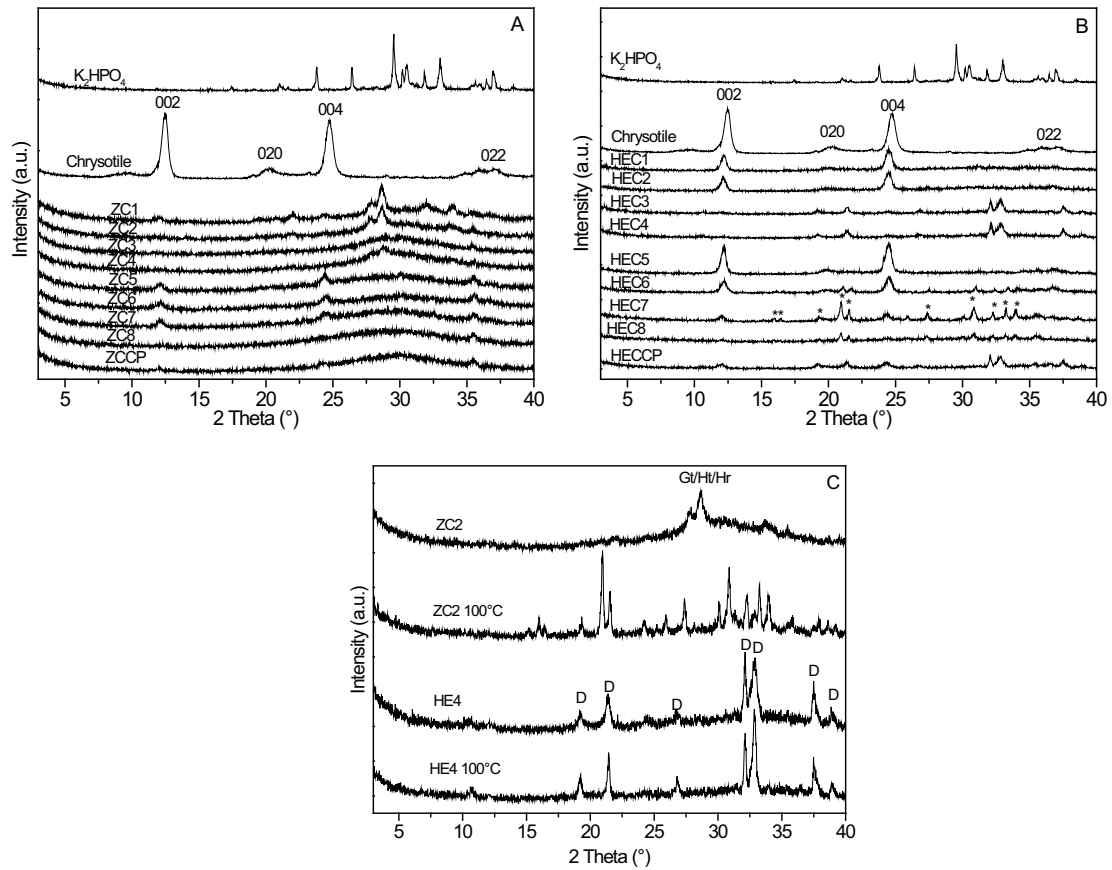 A
K₂HPO₄
002
004
Chrysotile
020
022
ZC1
ZC2
ZC3
ZC4
ZC5
ZC6
ZC7
ZC8
ZCCP
Intensity (a.u.)
5 10 15 20 25 30 35 40
2 Theta (°)
B
K₂HPO₄
002
004
Chrysotile
020
022
HEC1
HEC2
HEC3
HEC4
HEC5
HEC6
HEC7
** * * * * * * * *
HEC8
HECCP
Intensity (a.u.)
5 10 15 20 25 30 35 40
2 Theta (°)
C
Gt/Ht/Hr
ZC2
ZC2 100°C
HE4
D D D D D D D
HE4 100°C
Intensity (a.u.)
5 10 15 20 25 30 35 40
2 Theta (°)